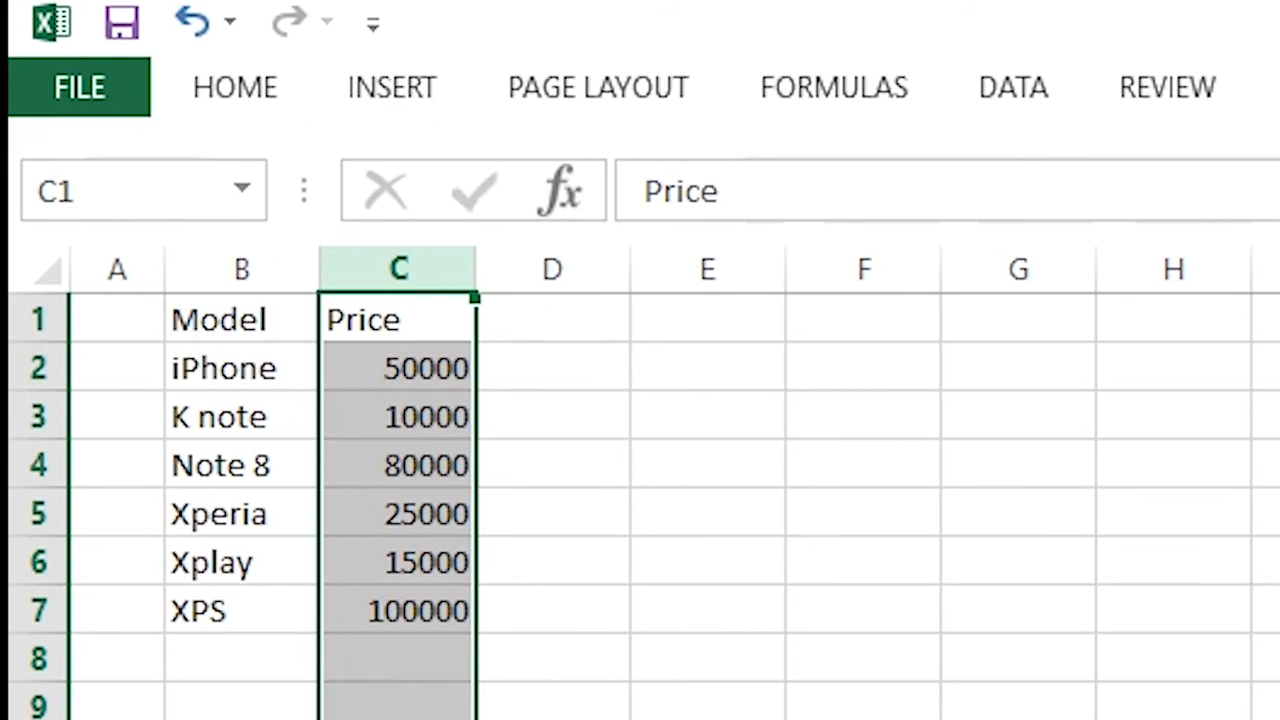 FILE HOME INSERT PAGE LAYOUT FORMULAS DATA REVIEW
C1 fx Price
A B C D E F G H
1 Model Price
2 iPhone 50000
3 K note 10000
4 Note 8 80000
5 Xperia 25000
6 Xplay 15000
7 XPS 100000
8
9